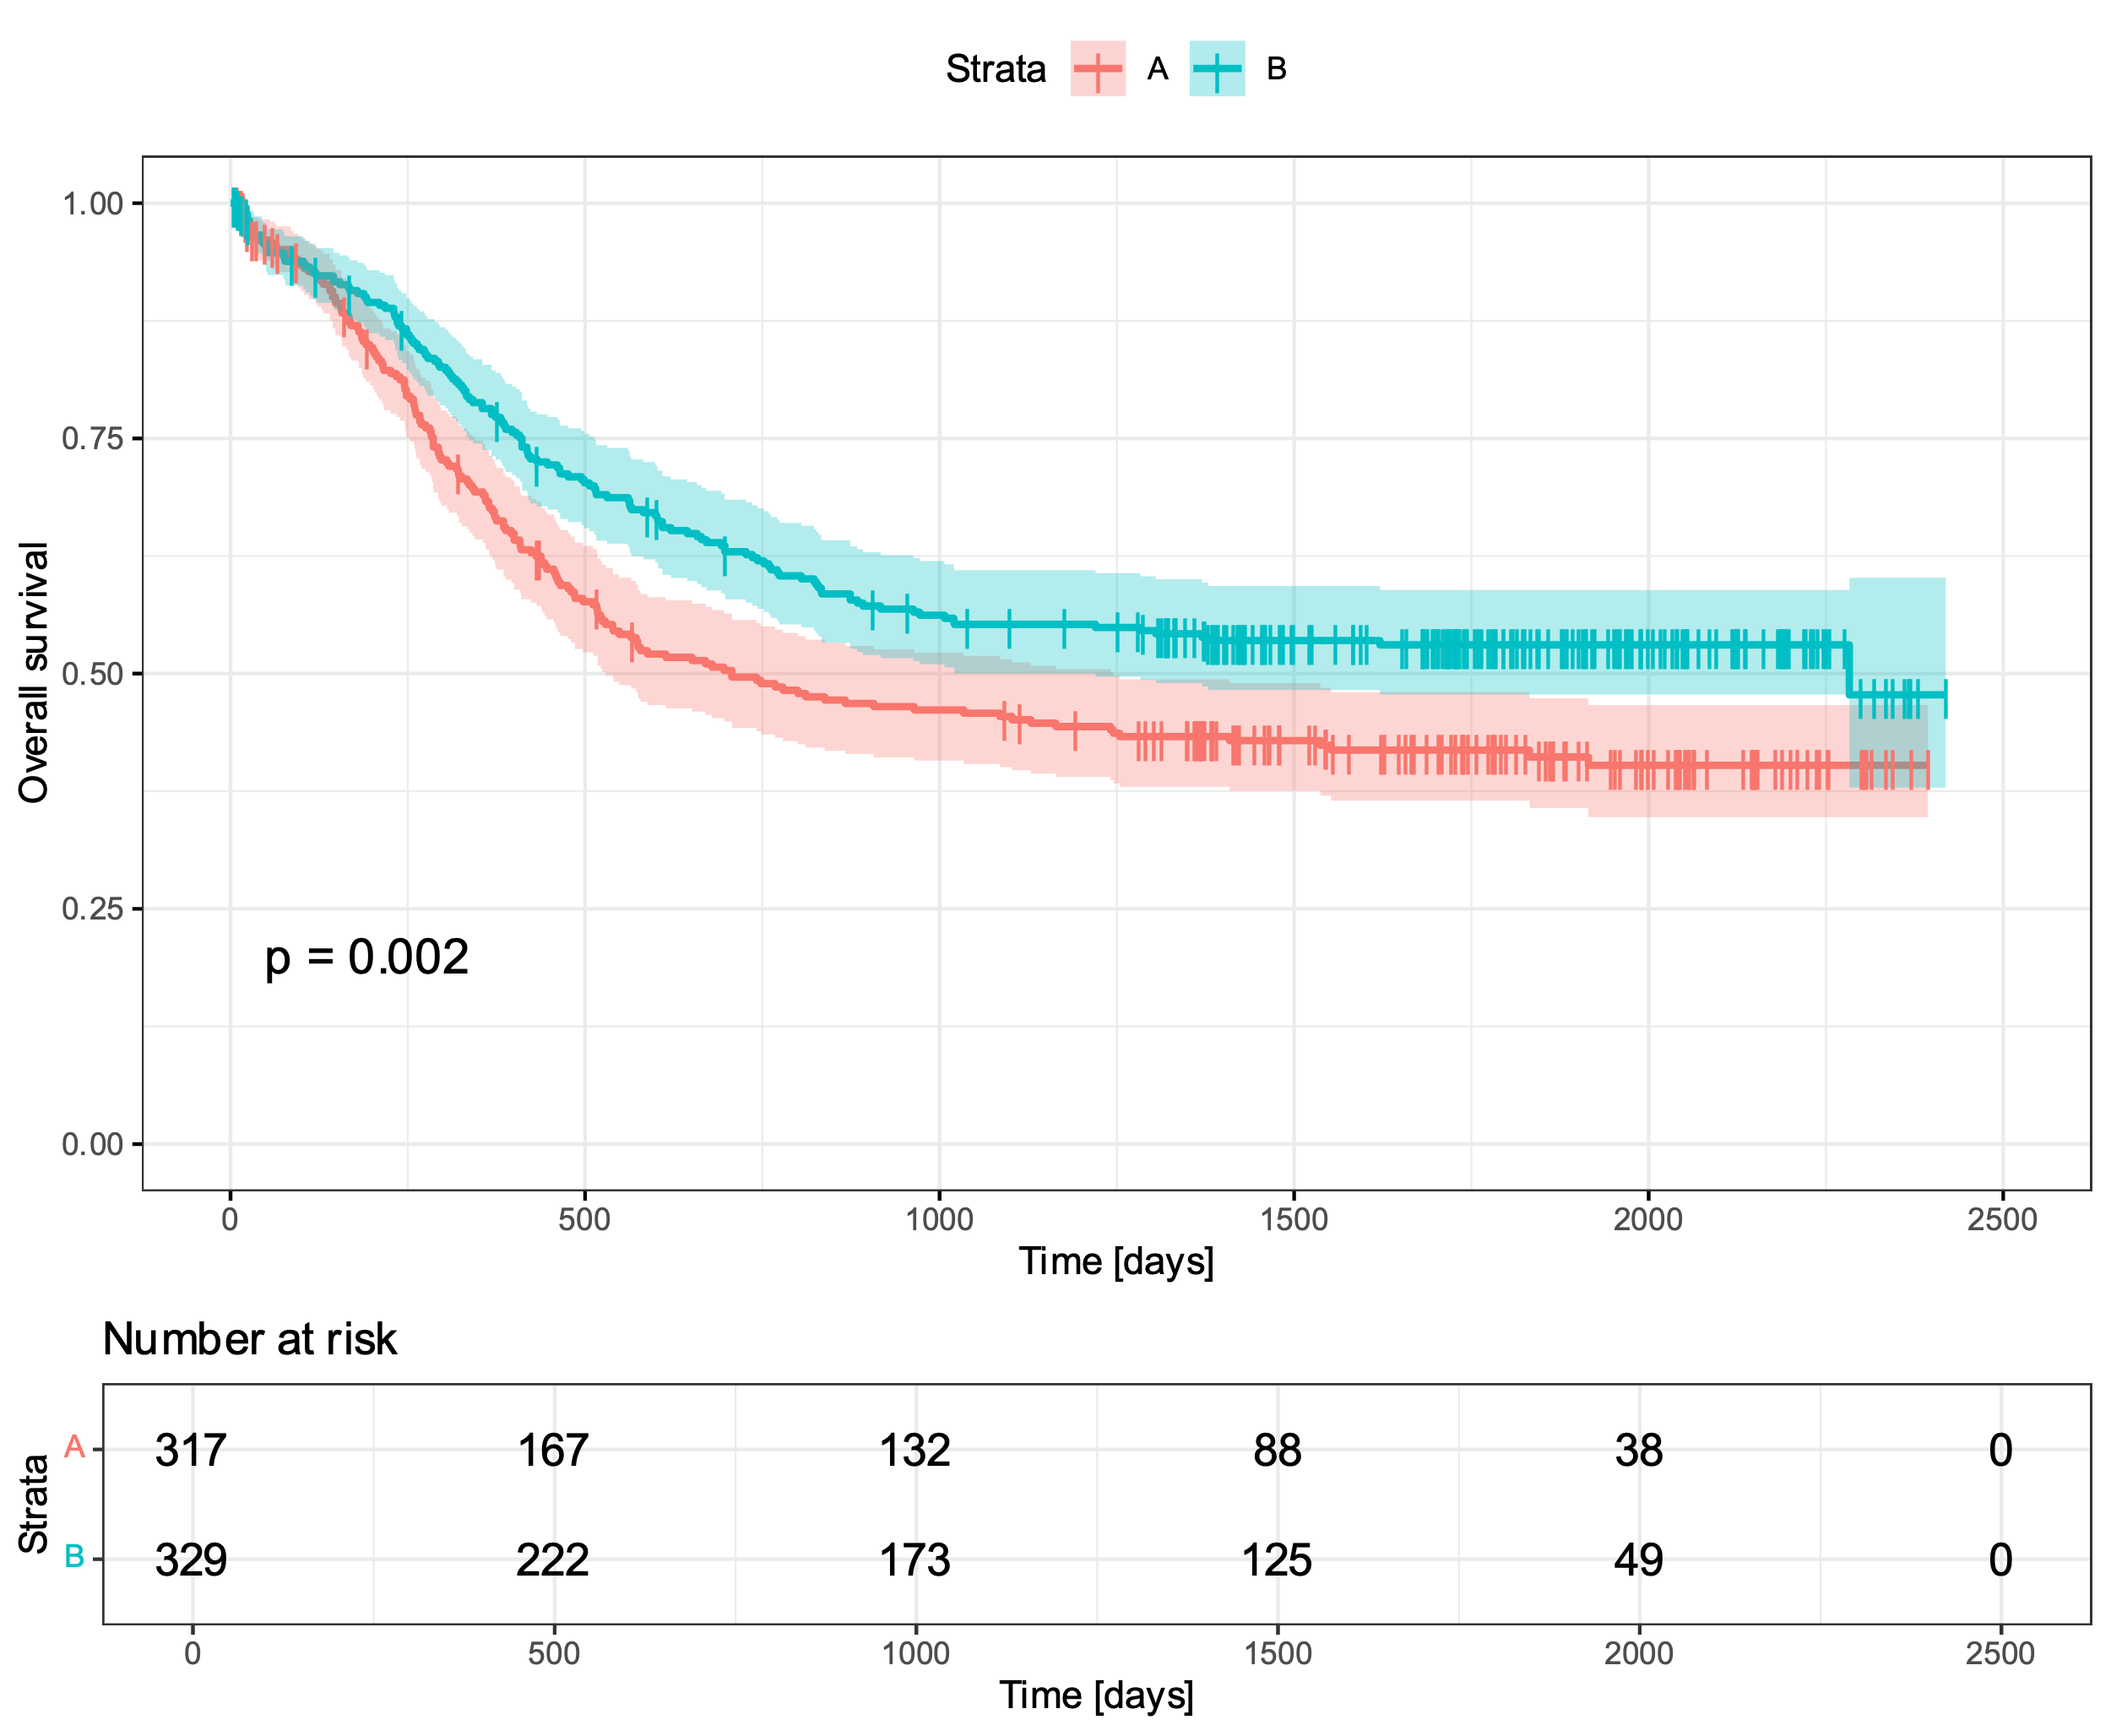 Strata A B
1.00
0.75
0.50
0.25
0.00
Overall survival
p = 0.002
0 500 1000 1500 2000 2500
Time [days]
Number at risk
Strata
A 317 167 132 88 38 0
B 329 222 173 125 49 0
0 500 1000 1500 2000 2500
Time [days]